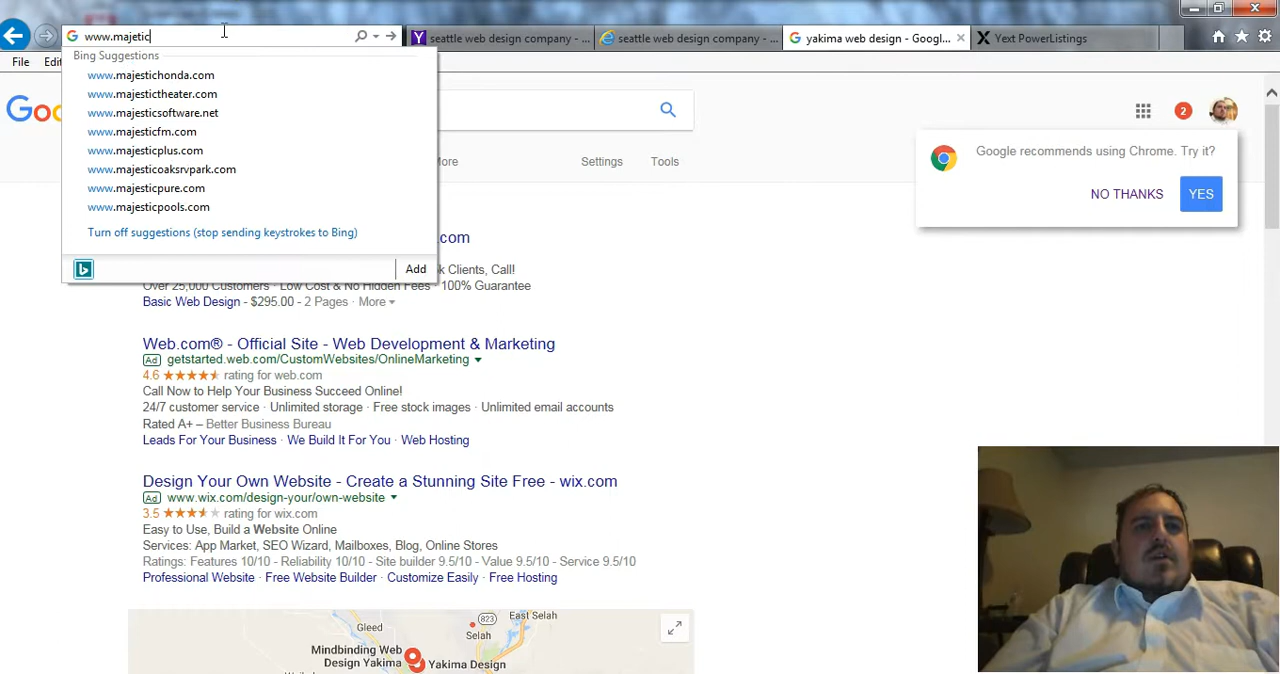 www.majetic
seattle web design company - ...
seattle web design company - ...
yakima web design - Googl...
Yext PowerListings
File
Edi
Bing Suggestions
www.majestichonda.com
www.majestictheater.com
www.majesticsoftware.net
www.majesticfm.com
www.majesticplus.com
www.majesticoaksrvpark.com
www.majesticpure.com
www.majesticpools.com
Turn off suggestions (stop sending keystrokes to Bing)
Add
Goo
More
Settings
Tools
2
Google recommends using Chrome. Try it?
NO THANKS
YES
.com
k Clients, Call!
Over 25,000 Customers · Low Cost & No Hidden Fees · 100% Guarantee
Basic Web Design - $295.00 - 2 Pages · More
Web.com® - Official Site - Web Development & Marketing
Ad getstarted.web.com/CustomWebsites/OnlineMarketing
4.6 ★★★★★ rating for web.com
Call Now to Help Your Business Succeed Online!
24/7 customer service · Unlimited storage · Free stock images · Unlimited email accounts
Rated A+ – Better Business Bureau
Leads For Your Business · We Build It For You · Web Hosting
Design Your Own Website - Create a Stunning Site Free - wix.com
Ad www.wix.com/design-your/own-website
3.5 ★★★★★ rating for wix.com
Easy to Use, Build a Website Online
Services: App Market, SEO Wizard, Mailboxes, Blog, Online Stores
Ratings: Features 10/10 - Reliability 10/10 - Site builder 9.5/10 - Value 9.5/10 - Service 9.5/10
Professional Website · Free Website Builder · Customize Easily · Free Hosting
823
East Selah
Gleed
Selah
Mindbinding Web
Design Yakima
Yakima Design